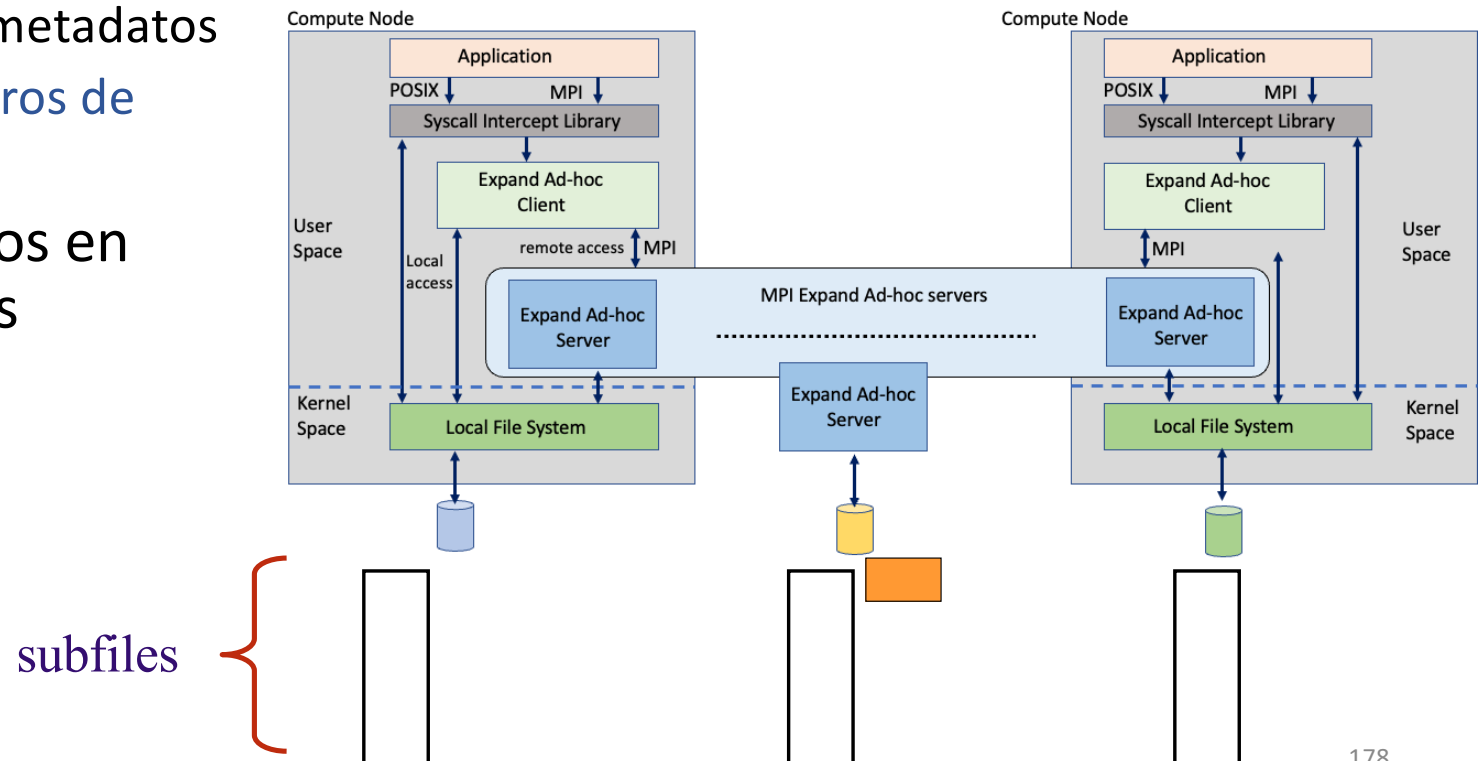 metadatos
ros de
os en
s
Compute Node
Application
POSIX
MPI
Syscall Intercept Library
Expand Ad-hoc
Client
User
Space
Local
access
remote access
MPI
Expand Ad-hoc
Server
Kernel
Space
Local File System
MPI Expand Ad-hoc servers
Expand Ad-hoc
Server
Compute Node
Application
POSIX
MPI
Syscall Intercept Library
Expand Ad-hoc
Client
User
Space
MPI
Expand Ad-hoc
Server
Kernel
Space
Local File System
subfiles
178